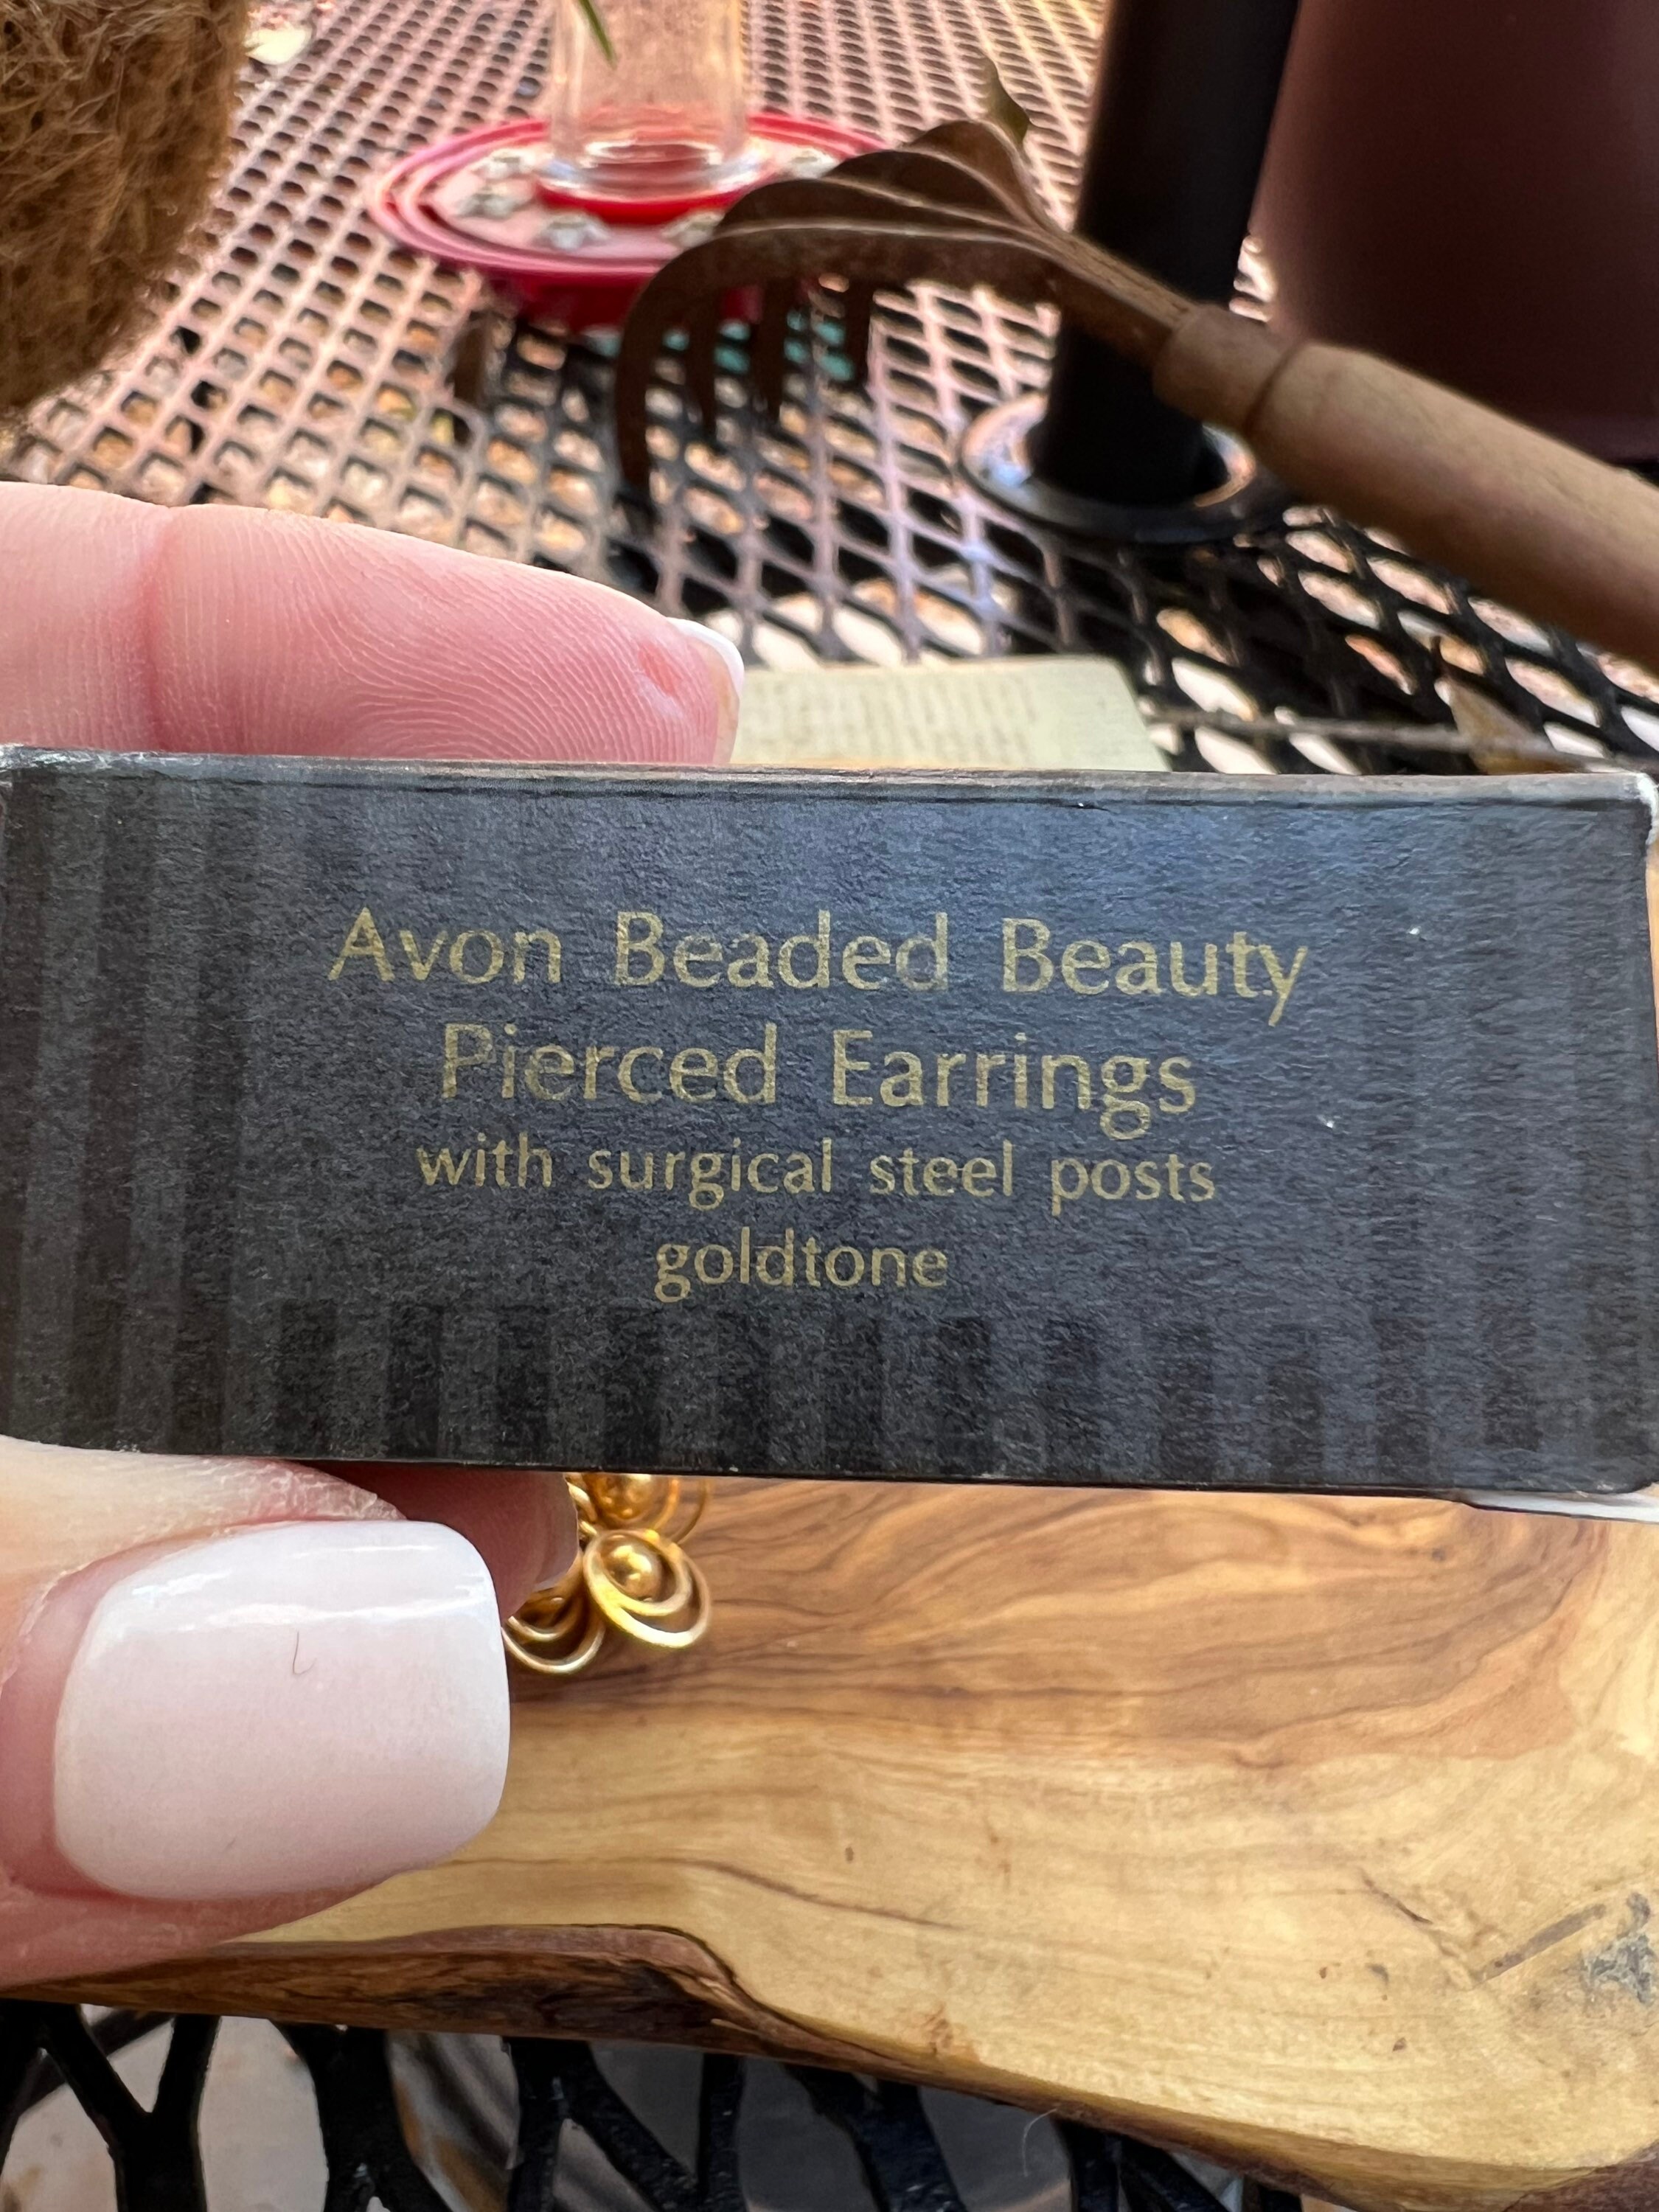 Avon Beaded Beauty
Pierced Earrings
with surgical steel posts
goldtone